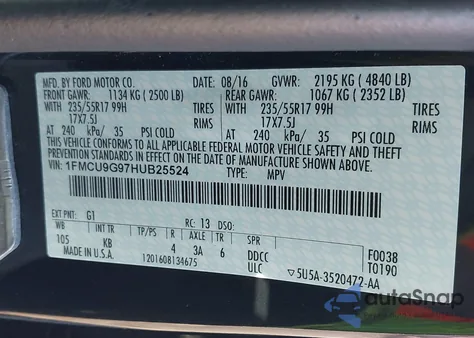 MFD. BY FORD MOTOR CO. DATE: 08/16 GVWR: 2195 KG ( 4840 LB)
FRONT GAWR: 1134 KG ( 2500 LB) REAR GAWR: 1067 KG ( 2352 LB)
WITH 235/55R17 99H TIRES WITH 235/55R17 99H TIRES
17X7.5J RIMS 17X7.5J RIMS
AT 240 kPa/ 35 PSI COLD AT 240 kPa/ 35 PSI COLD
THIS VEHICLE CONFORMS TO ALL APPLICABLE FEDERAL MOTOR VEHICLE SAFETY AND BUMPER
STANDARDS AND THEFT PREVENTION STANDARDS IN EFFECT ON THE DATE OF MANUFACTURE SHOWN ABOVE.
VIN: 1FMCU9G97HUB25524 TYPE: MPV
EXT PNT: G1 RC: 13 DSO: F0038
WB INT TR TP/PS R AXLE TR SPR T0190
105 KB 4 3A 6 DDCC
MADE IN U.S.A. 1201608134675 ULC ▽5U5A-3520472-AA
autoSnap